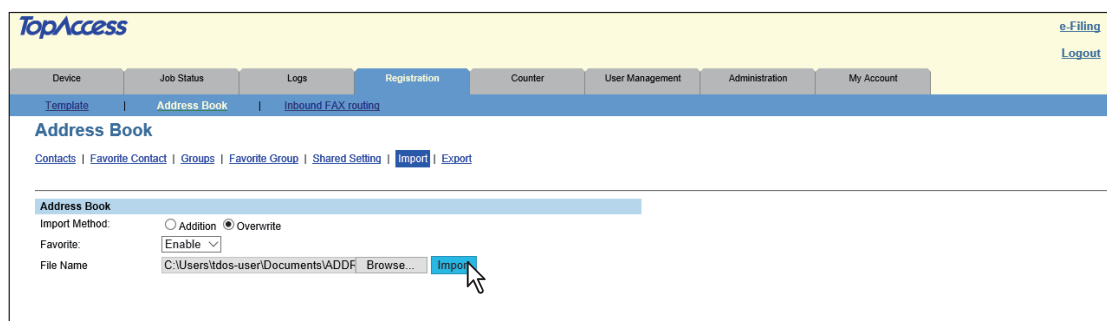 TopAccess
e-Filing
Logout
Device Job Status Logs Registration Counter User Management Administration My Account
Template | Address Book | Inbound FAX routing
Address Book
Contacts | Favorite Contact | Groups | Favorite Group | Shared Setting | Import | Export
Address Book
Import Method: Addition Overwrite
Favorite: Enable
File Name C:\Users\tdos-user\Documents\ADDR Browse... Import